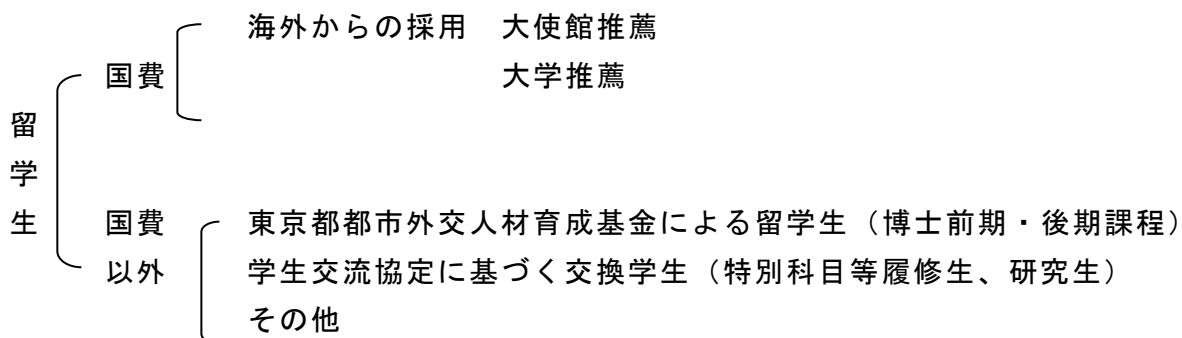 海外からの採用　大使館推薦
国費　大学推薦
留学生
国費　東京都都市外交人材育成基金による留学生（博士前期・後期課程）
以外　学生交流協定に基づく交換学生（特別科目等履修生、研究生）
その他